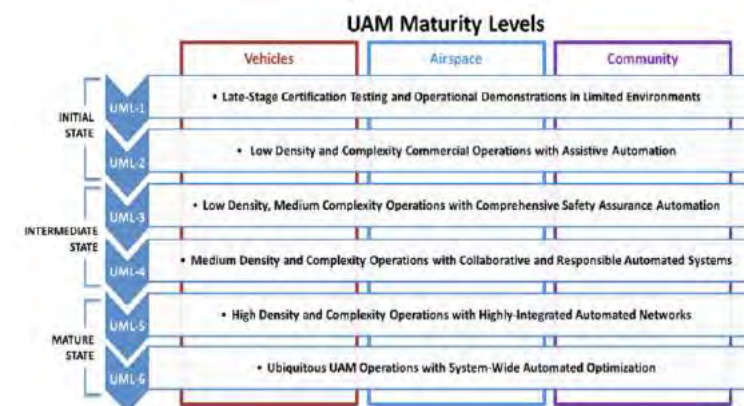 UAM Maturity Levels
Vehicles Airspace Community
INITIAL STATE
UML-1
• Late-Stage Certification Testing and Operational Demonstrations in Limited Environments
UML-2
• Low Density and Complexity Commercial Operations with Assistive Automation
INTERMEDIATE STATE
UML-3
• Low Density, Medium Complexity Operations with Comprehensive Safety Assurance Automation
UML-4
• Medium Density and Complexity Operations with Collaborative and Responsible Automated Systems
MATURE STATE
UML-5
• High Density and Complexity Operations with Highly-Integrated Automated Networks
UML-6
• Ubiquitous UAM Operations with System-Wide Automated Optimization